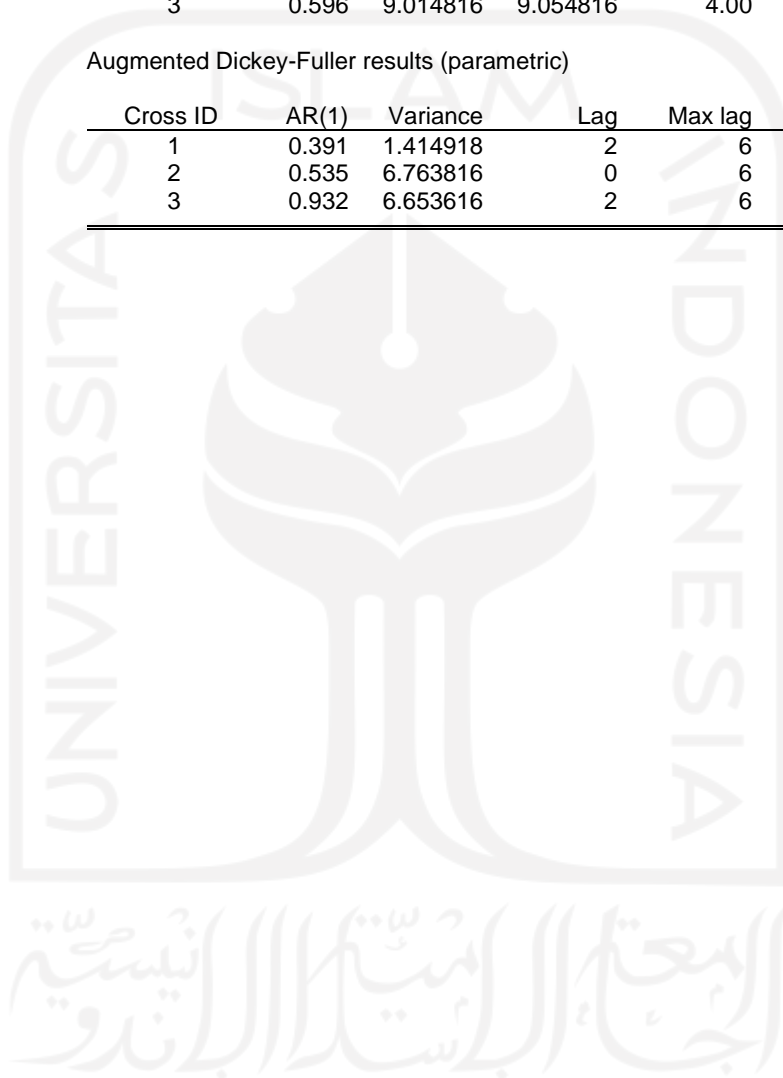 3 0.596 9.014816 9.054816 4.00
Augmented Dickey-Fuller results (parametric)
Cross ID AR(1) Variance Lag Max lag
1 0.391 1.414918 2 6
2 0.535 6.763816 0 6
3 0.932 6.653616 2 6
ISLAM
UNIVERSITAS
INDONESIA